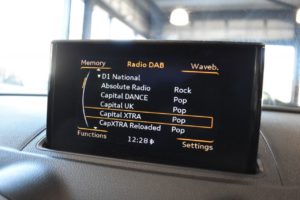 Memory Radio DAB Waveb.
▼D1 National
Absolute Radio Rock
Capital DANCE Pop
Capital UK Pop
Capital XTRA Pop
CapXTRA Reloaded Pop
Functions 12:28 Settings